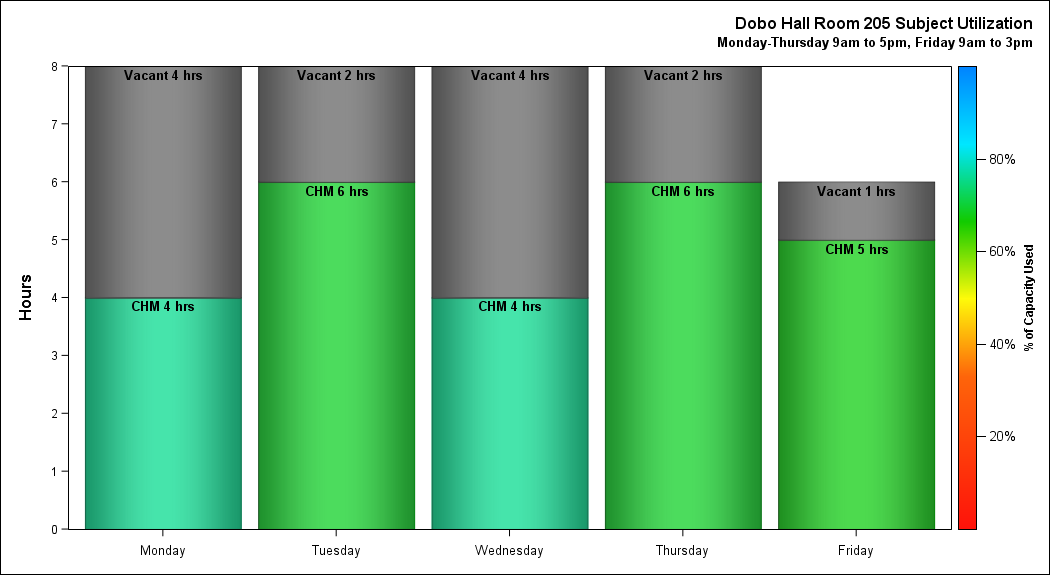 Dobo Hall Room 205 Subject Utilization
Monday-Thursday 9am to 5pm, Friday 9am to 3pm
Hours
8
7
6
5
4
3
2
1
0
Vacant 4 hrs
CHM 4 hrs
Vacant 2 hrs
CHM 6 hrs
Vacant 4 hrs
CHM 4 hrs
Vacant 2 hrs
CHM 6 hrs
Vacant 1 hrs
CHM 5 hrs
Monday
Tuesday
Wednesday
Thursday
Friday
80%
60%
40%
20%
% of Capacity Used